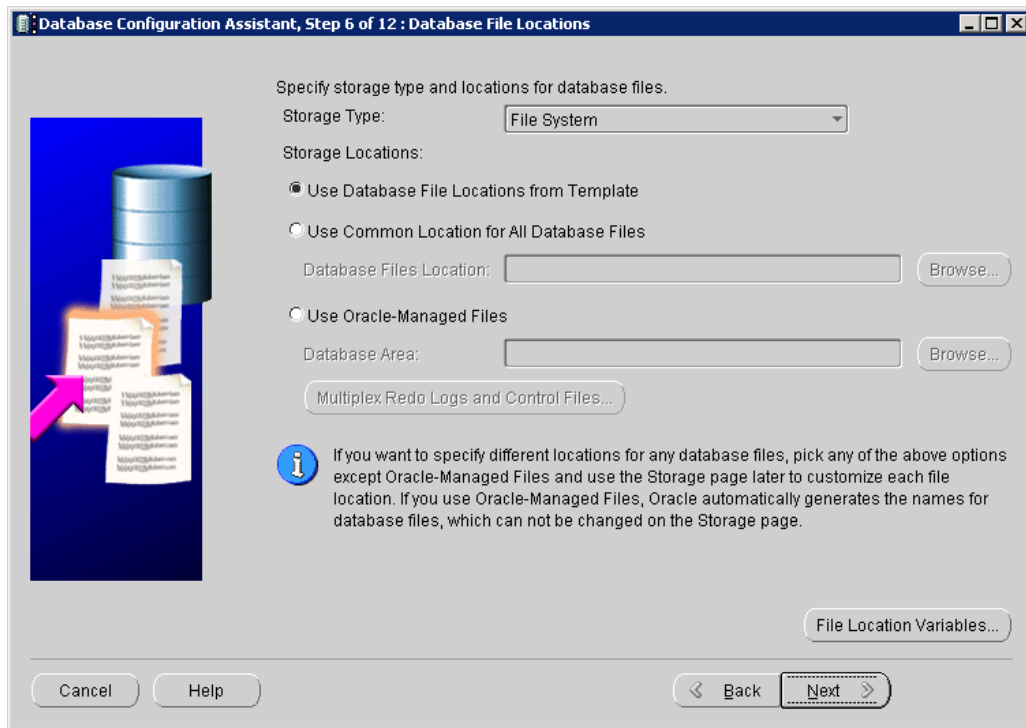 Database Configuration Assistant, Step 6 of 12 : Database File Locations
Specify storage type and locations for database files.
Storage Type:
File System
Storage Locations:
Use Database File Locations from Template
Use Common Location for All Database Files
Database Files Location:
Browse...
Use Oracle-Managed Files
Database Area:
Browse...
Multiplex Redo Logs and Control Files...
If you want to specify different locations for any database files, pick any of the above options
except Oracle-Managed Files and use the Storage page later to customize each file
location. If you use Oracle-Managed Files, Oracle automatically generates the names for
database files, which can not be changed on the Storage page.
File Location Variables...
Cancel
Help
Back
Next